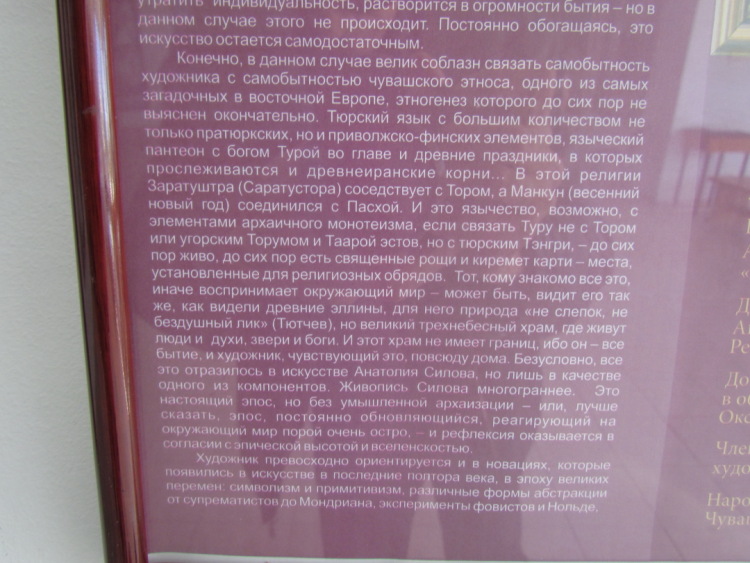 утратить индивидуальность, растворится в огромности бытия – но в
данном случае этого не происходит. Постоянно обогащаясь, это
искусство остается самодостаточным.
Конечно, в данном случае велик соблазн связать самобытность
художника с самобытностью чувашского этноса, одного из самых
загадочных в восточной Европе, этногенез которого до сих пор не
выяснен окончательно. Тюрский язык с большим количеством не
только пратюркских, но и приволжско-финских элементов, языческий
пантеон с богом Турой во главе и древние праздники, в которых
прослеживаются и древнеиранские корни... В этой религии
Заратуштра (Саратустора) соседствует с Тором, а Манкун (весенний
новый год) соединился с Пасхой. И это язычество, возможно, с
элементами архаичного монотеизма, если связать Туру не с Тором
или угорским Торумом и Таарой эстов, но с тюрским Тэнгри, – до сих
пор живо, до сих пор есть священные рощи и киремет карти – места,
установленные для религиозных обрядов. Тот, кому знакомо все это,
иначе воспринимает окружающий мир – может быть, видит его так
же, как видели древние эллины, для него природа «не слепок, не
бездушный лик» (Тютчев), но великий трехнебесный храм, где живут
люди и духи, звери и боги. И этот храм не имеет границ, ибо он – все
бытие, и художник, чувствующий это, повсюду дома. Безусловно, все
это отразилось в искусстве Анатолия Силова, но лишь в качестве
одного из компонентов. Живопись Силова многограннее. Это
настоящий эпос, но без умышленной архаизации – или, лучше
сказать, эпос, постоянно обновляющийся, реагирующий на
окружающий мир порой очень остро, – и рефлексия оказывается в
согласии с эпической высотой и вселенскостью.
Художник превосходно ориентируется и в новациях, которые
появились в искусстве в последние полтора века, в эпоху великих
перемен: символизм и примитивизм, различные формы абстракции
от супрематистов до Мондриана, эксперименты фовистов и Нольде.
До
в об
Окс
Член
худо
Наро
Чуваш